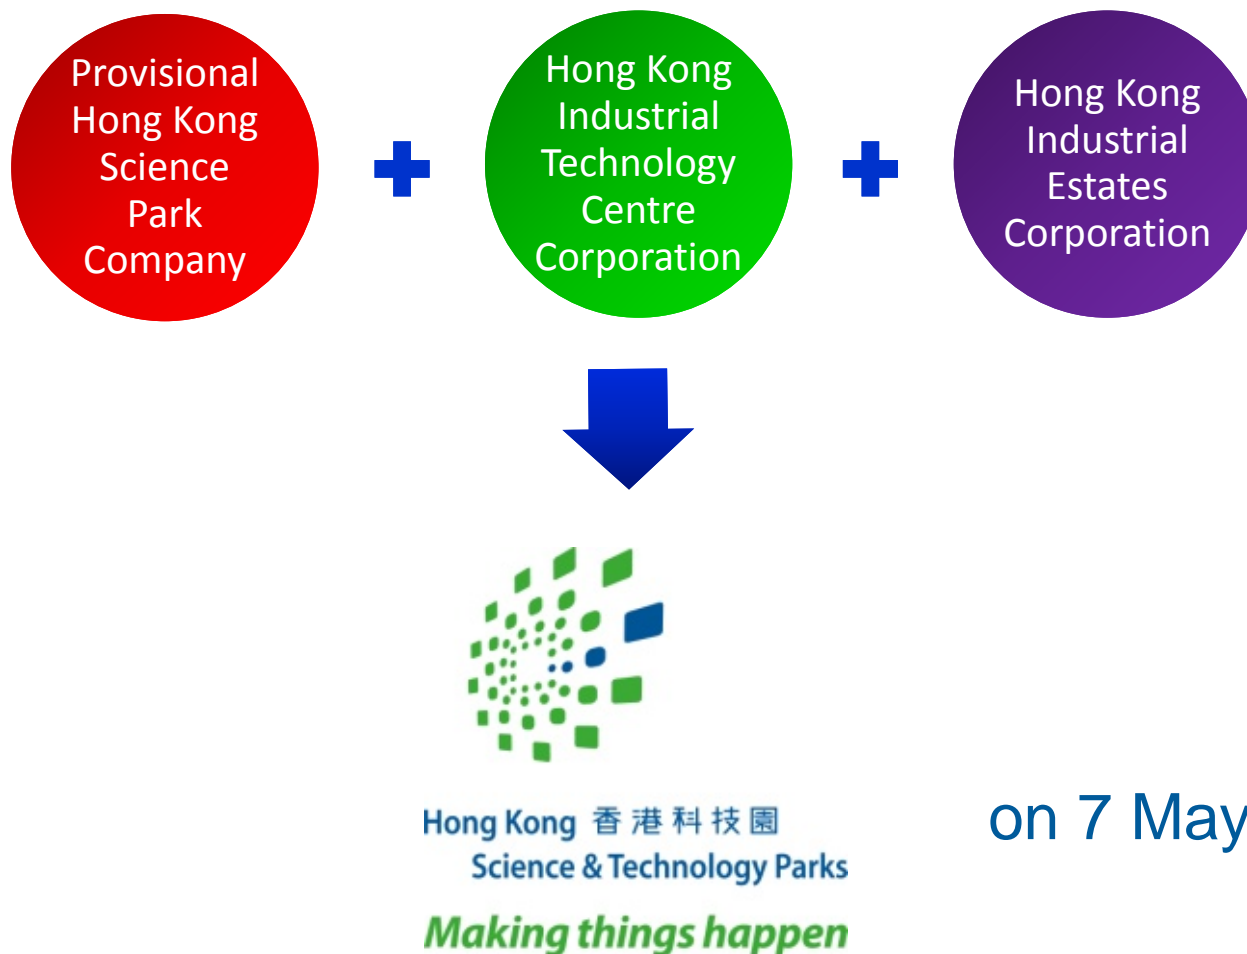 Provisional
Hong Kong
Science
Park
Company
Hong Kong
Industrial
Technology
Centre
Corporation
Hong Kong
Industrial
Estates
Corporation
Hong Kong 香港科技園
Science & Technology Parks
Making things happen
on 7 May